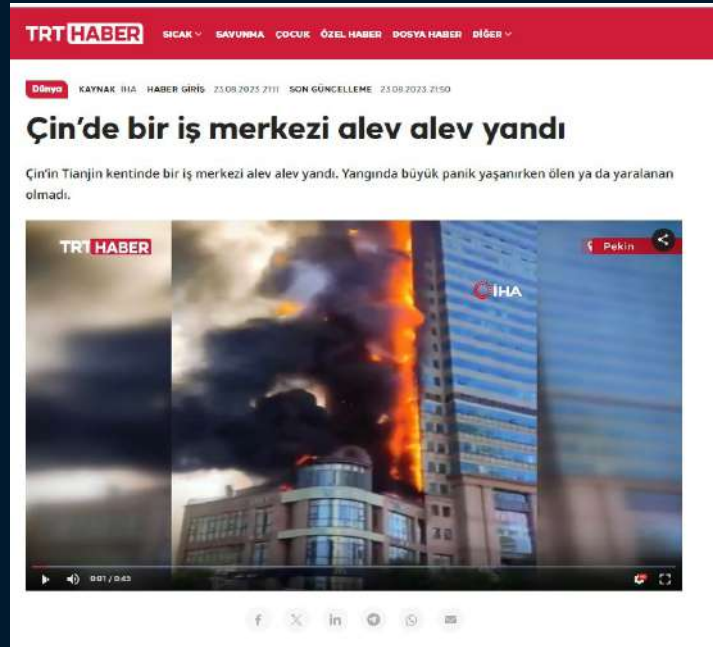 TRT HABER
SICAK SAVUNMA ÇOCUK ÖZEL HABER DOSYA HABER DİĞER
Dünya KAYNAK IHA HABER GİRİŞ 23.08.2023 21:11 SON GÜNCELLEME 23.08.2023 21:50
Çin’de bir iş merkezi alev alev yandı
Çin’in Tianjin kentinde bir iş merkezi alev alev yandı. Yangında büyük panik yaşanırken ölen ya da yaralanan
olmadı.
TRT HABER
Pekin
İHA
0:01 / 0:43